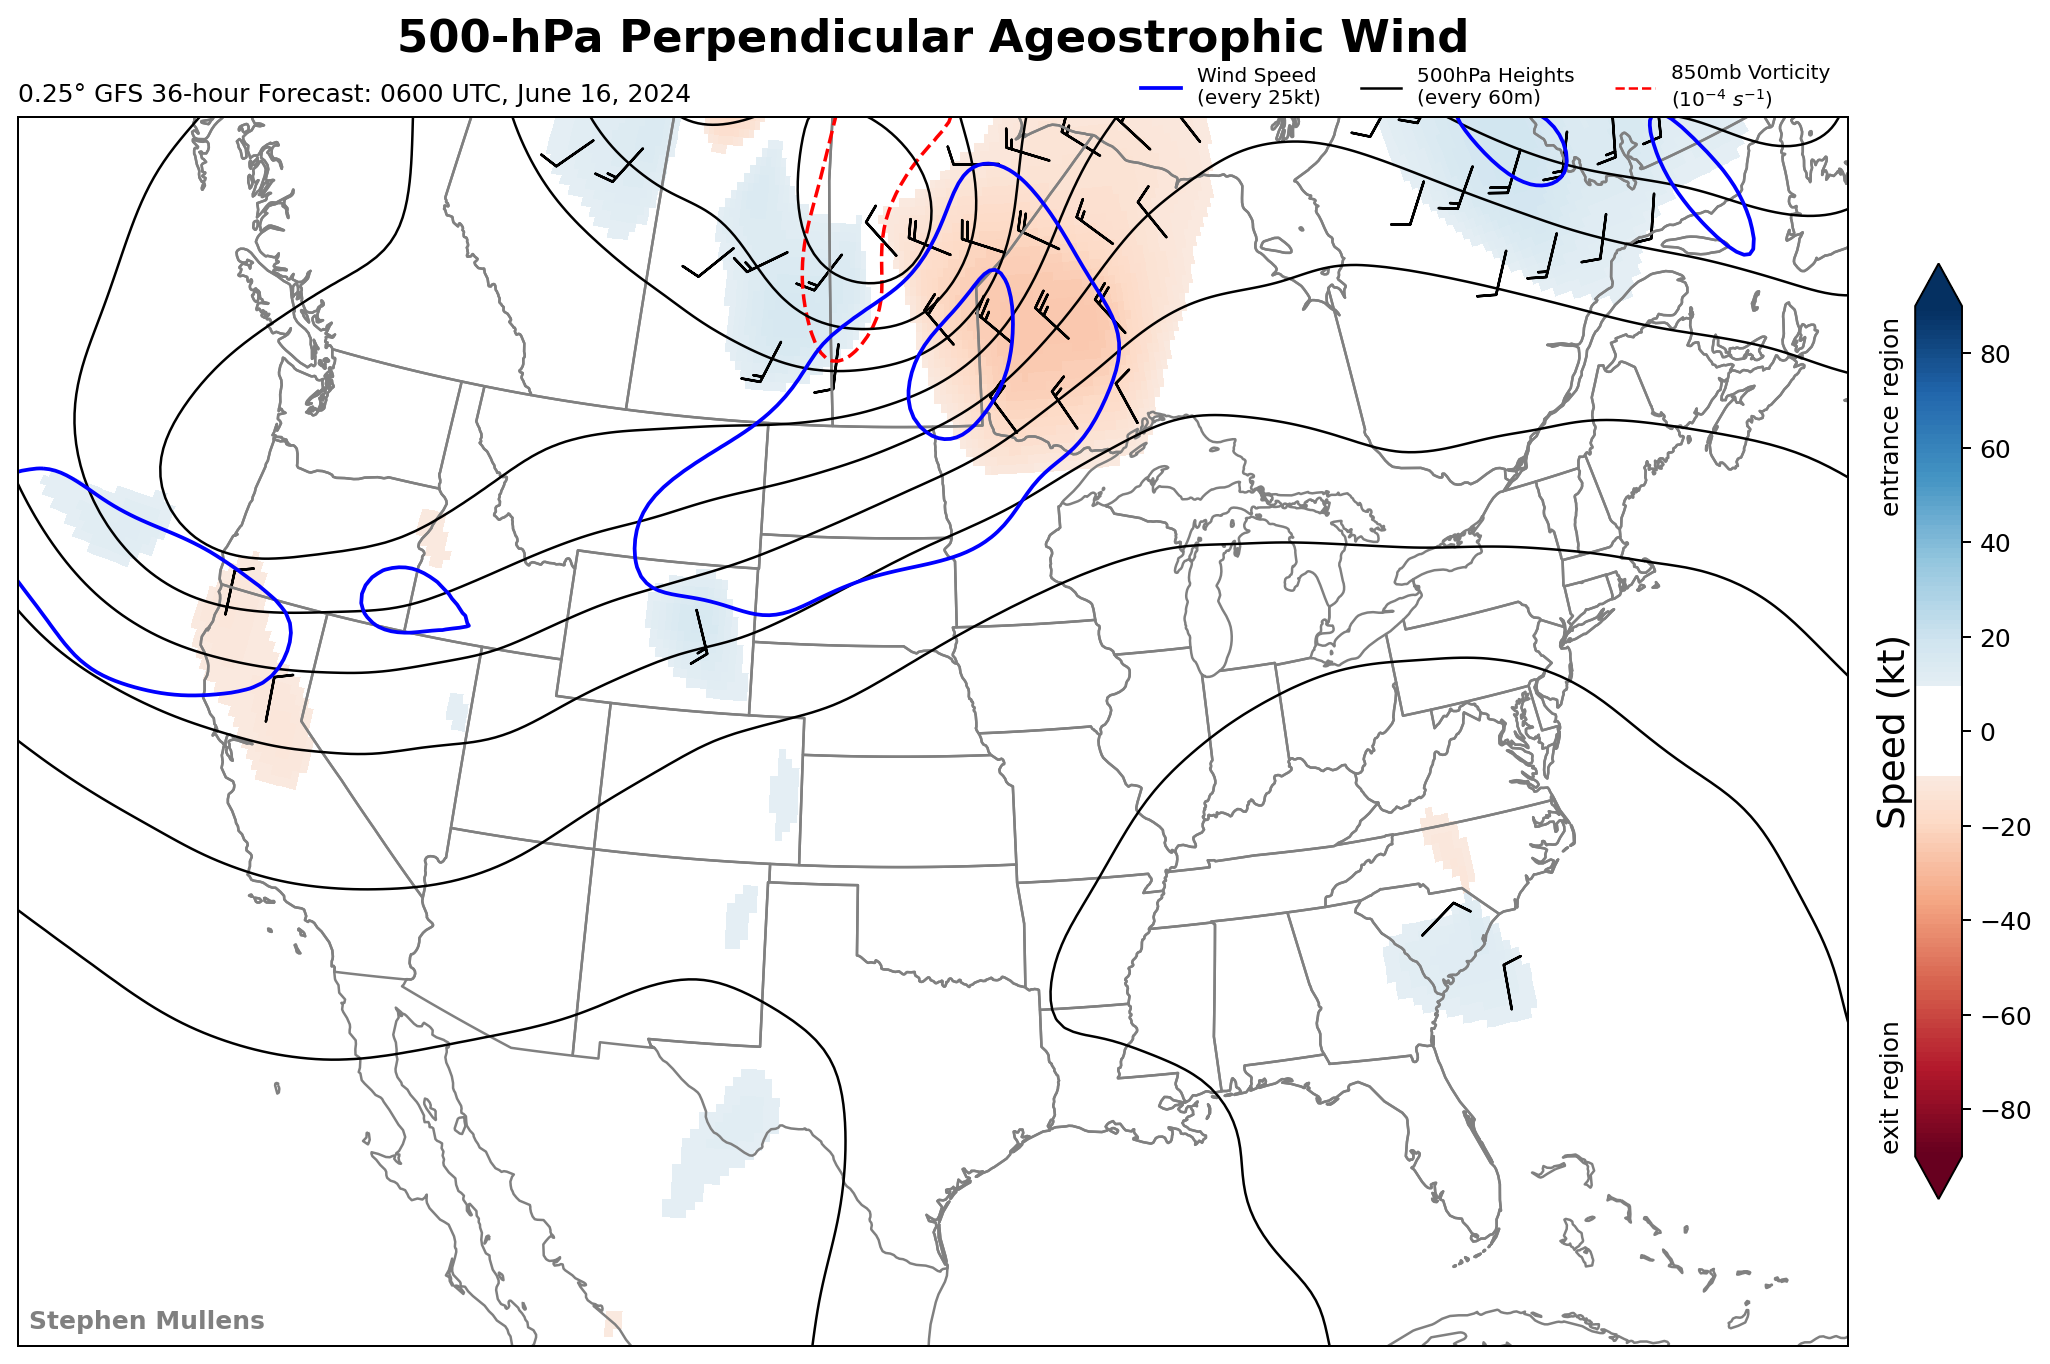 500-hPa Perpendicular Ageostrophic Wind
0.25° GFS 36-hour Forecast: 0600 UTC, June 16, 2024
Wind Speed
(every 25kt)
500hPa Heights
(every 60m)
850mb Vorticity
(10⁻⁴ s⁻¹)
entrance region
exit region
Speed (kt)
80
60
40
20
0
−20
−40
−60
−80
Stephen Mullens